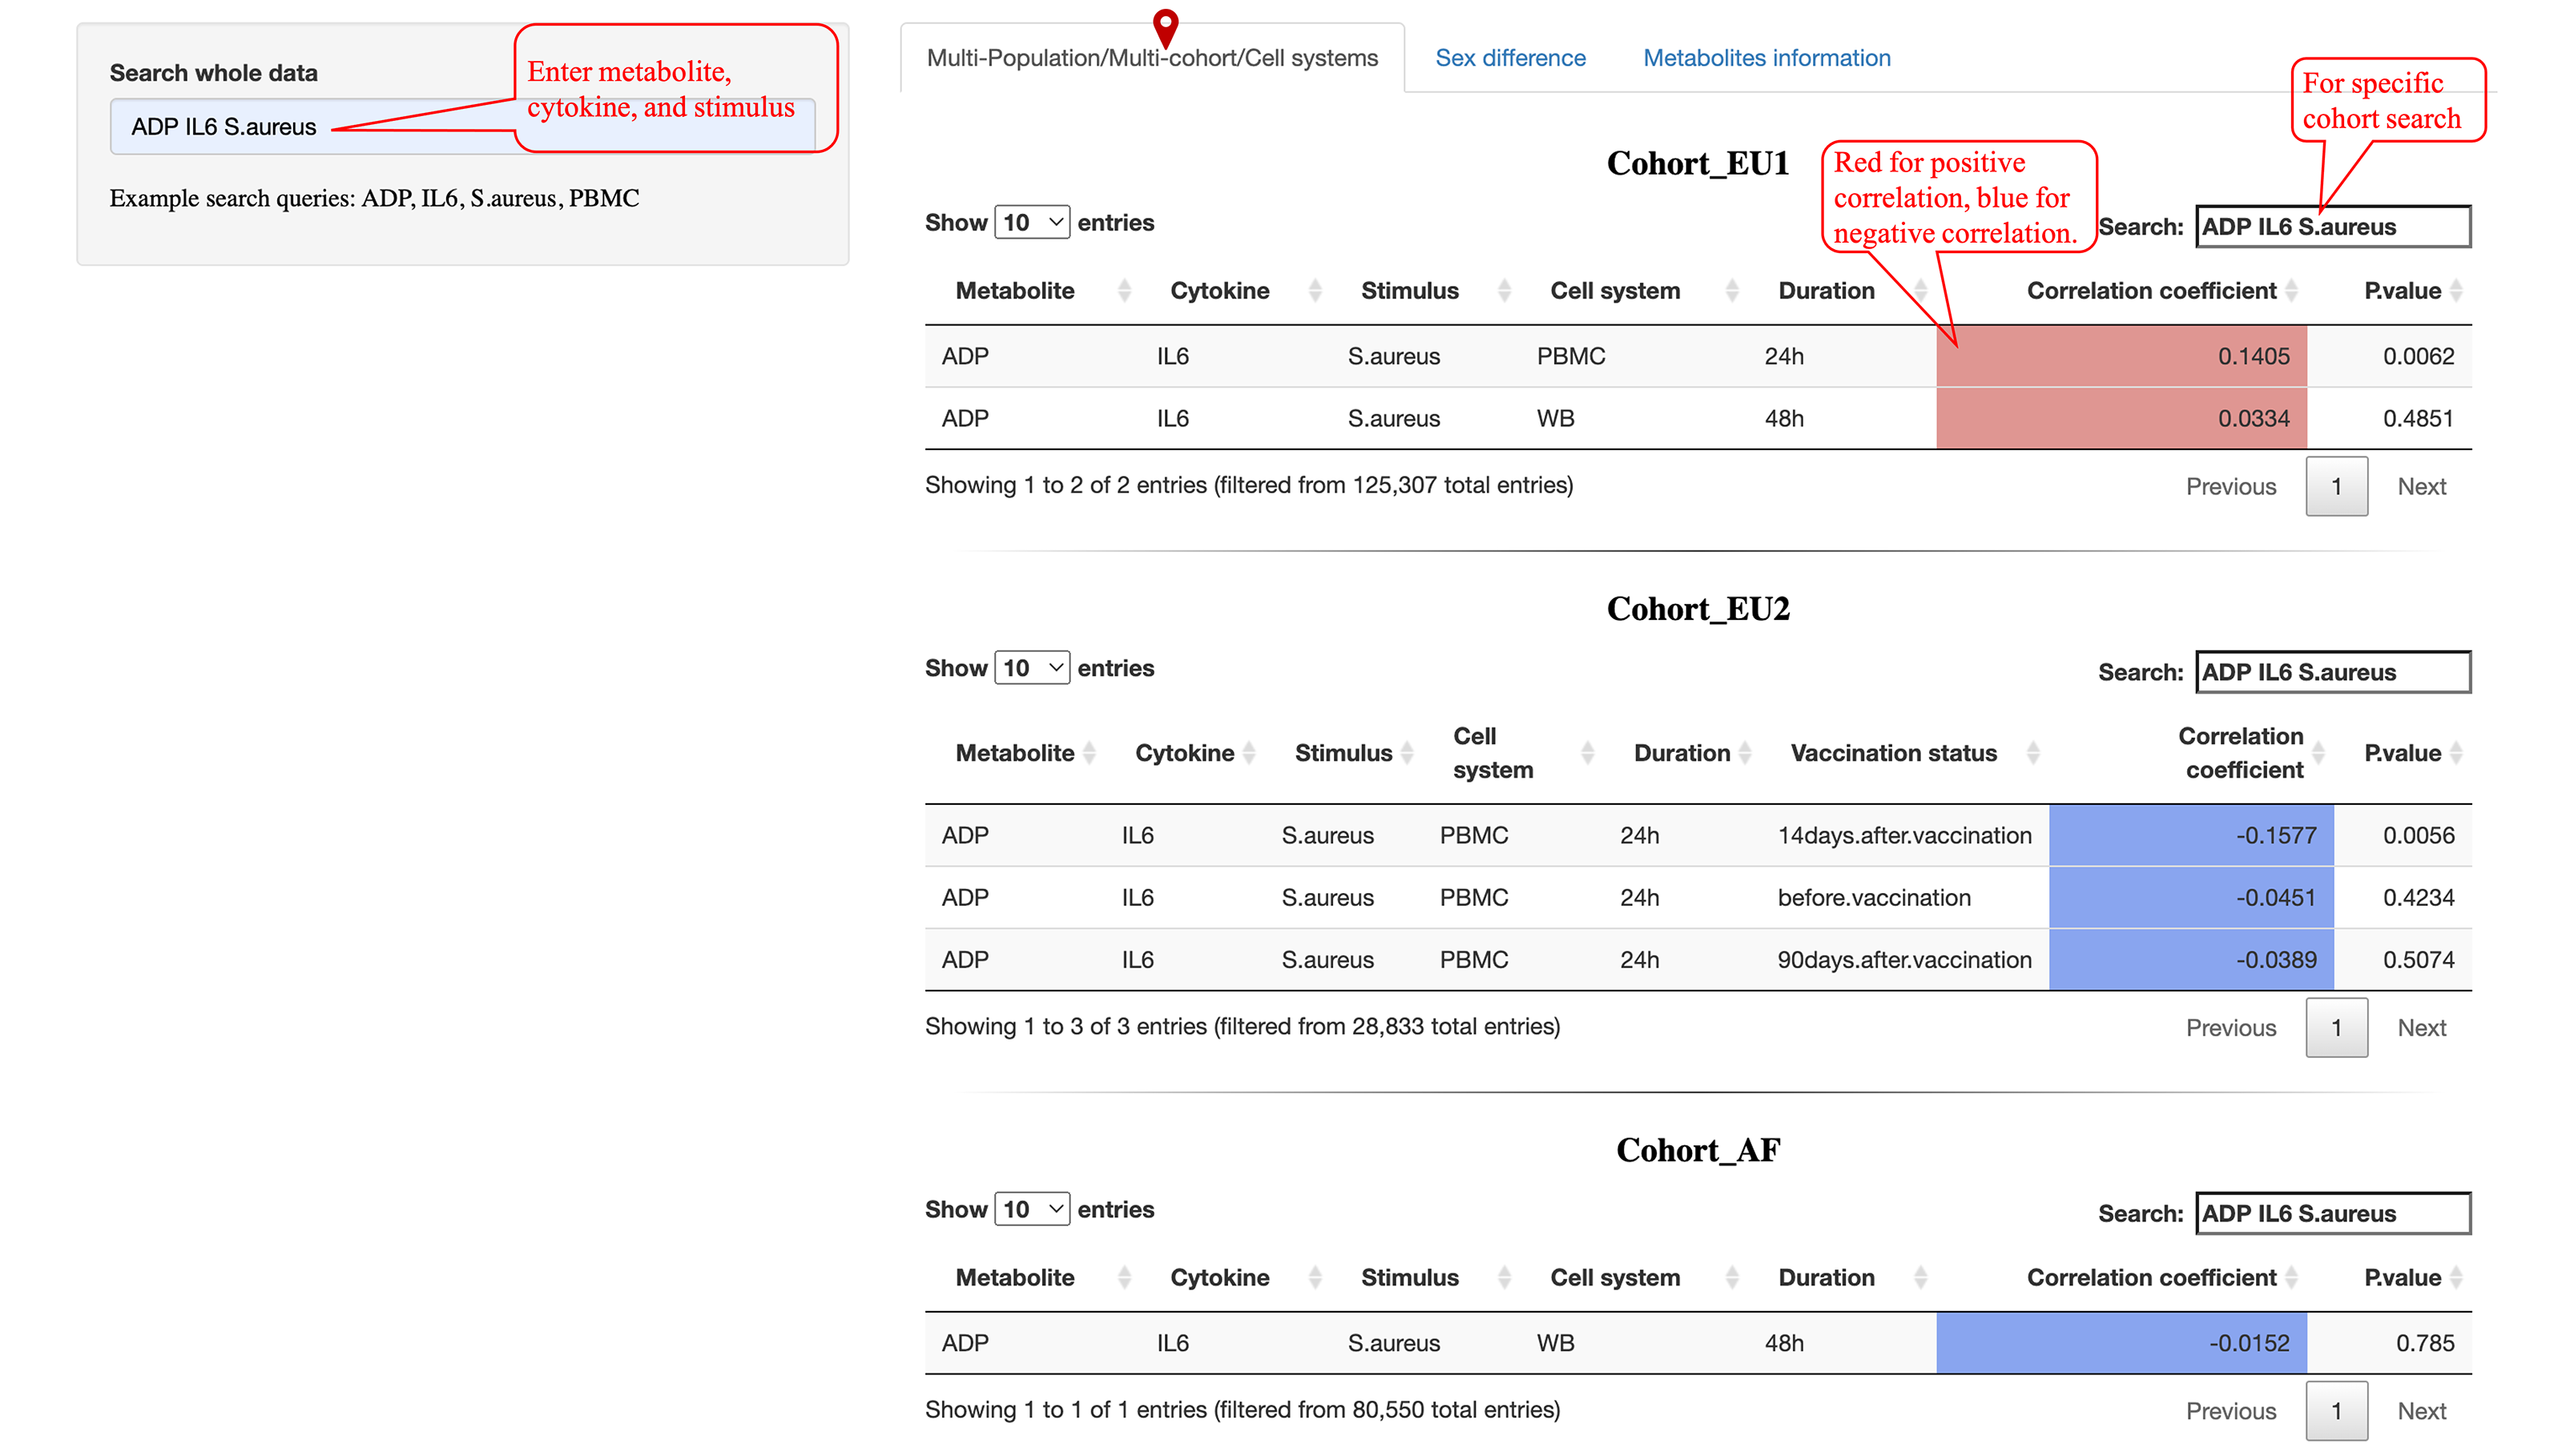 Search whole data
Enter metabolite,
cytokine, and stimulus
ADP IL6 S.aureus
Example search queries: ADP, IL6, S.aureus, PBMC
Multi-Population/Multi-cohort/Cell systems Sex difference Metabolites information
For specific
cohort search
Cohort_EU1
Red for positive
correlation, blue for
negative correlation.
Show 10 entries Search: ADP IL6 S.aureus
Metabolite Cytokine Stimulus Cell system Duration Correlation coefficient P.value
ADP IL6 S.aureus PBMC 24h 0.1405 0.0062
ADP IL6 S.aureus WB 48h 0.0334 0.4851
Showing 1 to 2 of 2 entries (filtered from 125,307 total entries) Previous 1 Next
Cohort_EU2
Show 10 entries Search: ADP IL6 S.aureus
Metabolite Cytokine Stimulus Cell system Duration Vaccination status Correlation coefficient P.value
ADP IL6 S.aureus PBMC 24h 14days.after.vaccination -0.1577 0.0056
ADP IL6 S.aureus PBMC 24h before.vaccination -0.0451 0.4234
ADP IL6 S.aureus PBMC 24h 90days.after.vaccination -0.0389 0.5074
Showing 1 to 3 of 3 entries (filtered from 28,833 total entries) Previous 1 Next
Cohort_AF
Show 10 entries Search: ADP IL6 S.aureus
Metabolite Cytokine Stimulus Cell system Duration Correlation coefficient P.value
ADP IL6 S.aureus WB 48h -0.0152 0.785
Showing 1 to 1 of 1 entries (filtered from 80,550 total entries) Previous 1 Next